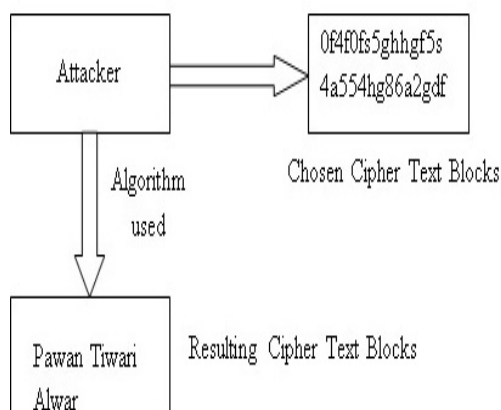 Attacker
0f4f0fs5ghhgf5s
4a554hg86a2gdf
Chosen Cipher Text Blocks
Algorithm
used
Pawan Tiwari
Alwar
Resulting Cipher Text Blocks